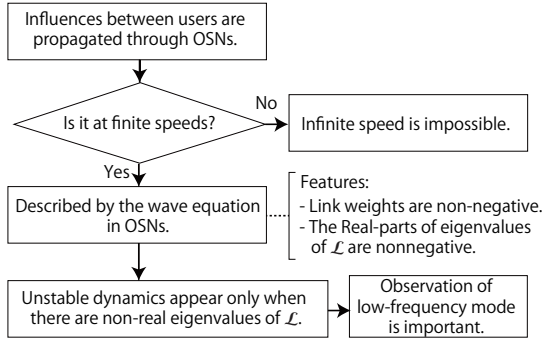 Influences between users are
propagated through OSNs.
Is it at finite speeds?
No
Infinite speed is impossible.
Yes
Described by the wave equation
in OSNs.
Features:
- Link weights are non-negative.
- The Real-parts of eigenvalues
of ℒ are nonnegative.
Unstable dynamics appear only when
there are non-real eigenvalues of ℒ.
Observation of
low-frequency mode
is important.